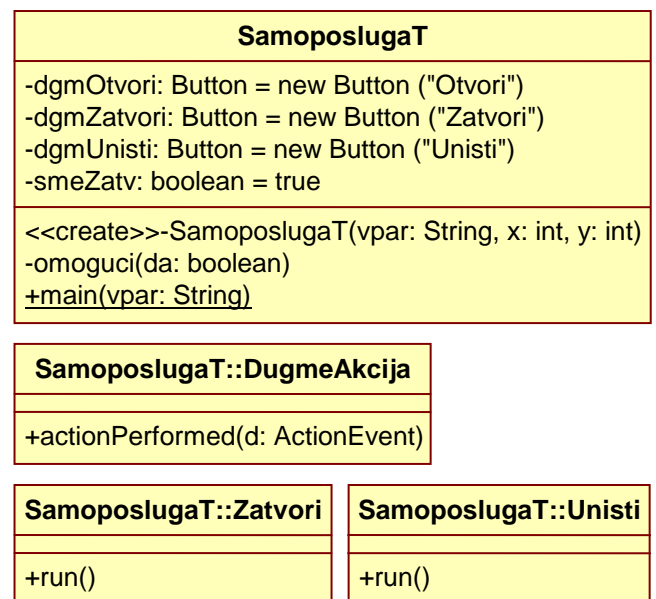 SamoposlugaT
-dgmOtvori: Button = new Button ("Otvori")
-dgmZatvori: Button = new Button ("Zatvori")
-dgmUnisti: Button = new Button ("Unisti")
-smeZatv: boolean = true
<<create>>-SamoposlugaT(vpar: String, x: int, y: int)
-omoguci(da: boolean)
+main(vpar: String)
SamoposlugaT::DugmeAkcija
+actionPerformed(d: ActionEvent)
SamoposlugaT::Zatvori
+run()
SamoposlugaT::Unisti
+run()